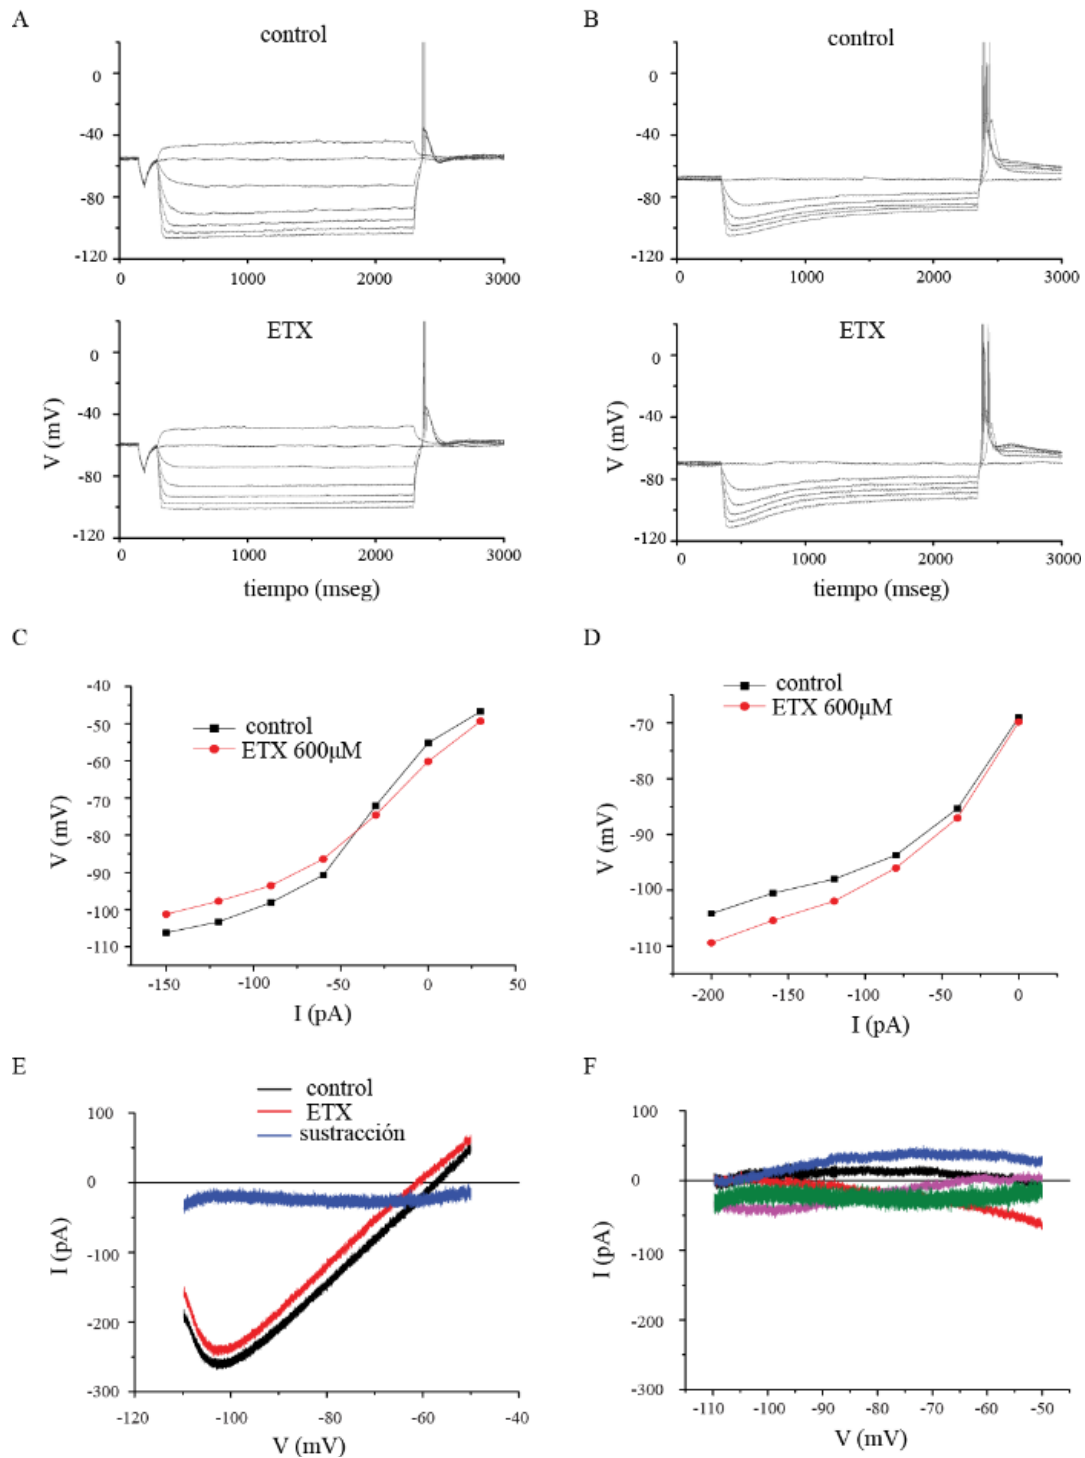 A
control
0
-40
-80
-120
0
1000
2000
3000
B
control
0
-40
-80
-120
0
1000
2000
3000
ETX
0
-40
-80
-120
V (mV)
0
1000
2000
3000
tiempo (mseg)
ETX
0
-40
-80
-120
V (mV)
0
1000
2000
3000
tiempo (mseg)
C
-40
-50
-60
-70
-80
-90
-100
-110
V (mV)
control
ETX 600μM
-150
-100
-50
0
50
I (pA)
D
control
ETX 600μM
-70
-80
-90
-100
-110
V (mV)
-200
-150
-100
-50
0
I (pA)
E
control
ETX
sustracción
100
0
-100
-200
-300
I (pA)
-120
-100
-80
-60
-40
V (mV)
F
100
0
-100
-200
-300
I (pA)
-110
-100
-90
-80
-70
-60
-50
V (mV)